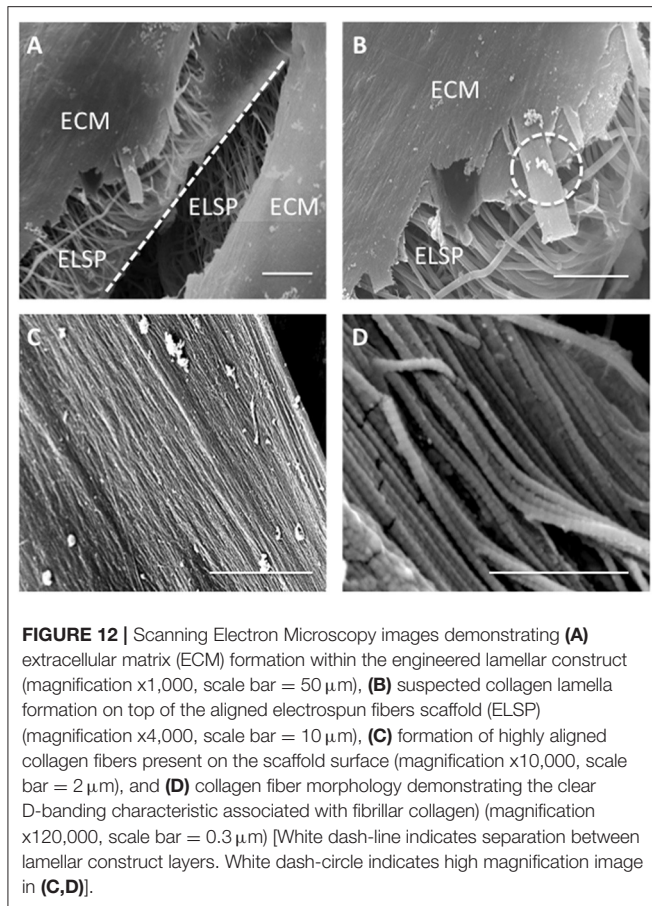 A
B
ECM
ECM
ELSP
ECM
ELSP
ELSP
C
D
FIGURE 12 | Scanning Electron Microscopy images demonstrating (A)
extracellular matrix (ECM) formation within the engineered lamellar construct
(magnification x1,000, scale bar = 50 μm), (B) suspected collagen lamella
formation on top of the aligned electrospun fibers scaffold (ELSP)
(magnification x4,000, scale bar = 10 μm), (C) formation of highly aligned
collagen fibers present on the scaffold surface (magnification x10,000, scale
bar = 2 μm), and (D) collagen fiber morphology demonstrating the clear
D-banding characteristic associated with fibrillar collagen) (magnification
x120,000, scale bar = 0.3 μm) [White dash-line indicates separation between
lamellar construct layers. White dash-circle indicates high magnification image
in (C,D)].